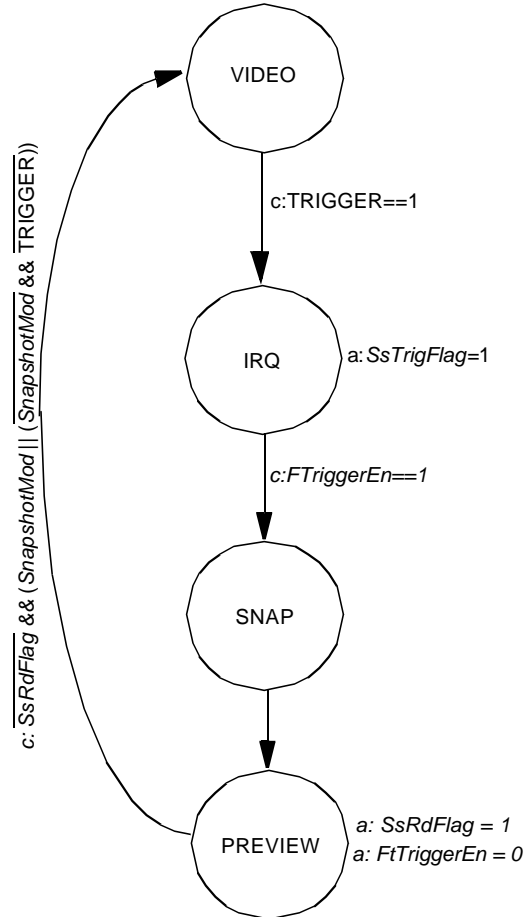 VIDEO
c:TRIGGER==1
IRQ
a:SsTrigFlag=1
c:FTriggerEn==1
SNAP
PREVIEW
a: SsRdFlag = 1
a: FtTriggerEn = 0
c: SsRdFlag && (SnapshotMod || (SnapshotMod && TRIGGER))